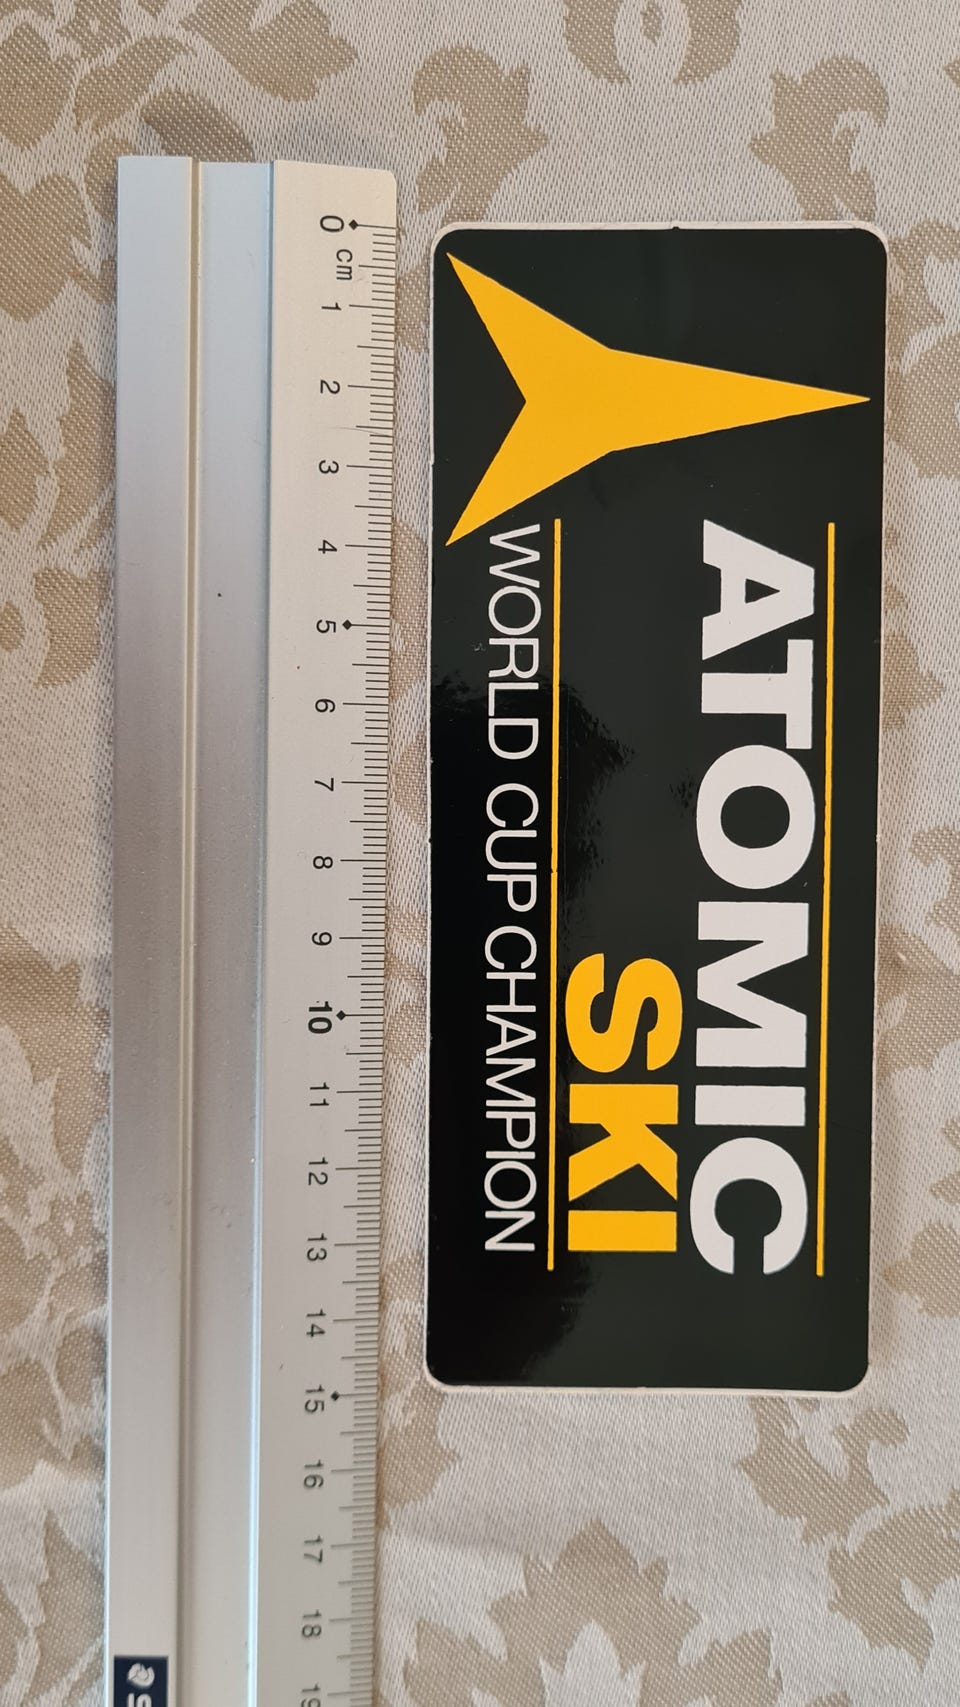 ATOMIC
SKI
WORLD CUP CHAMPION
0 1 2 3 4 5 6 7 8 9 10 11 12 13 14 15 16 17 18 19
cm
S